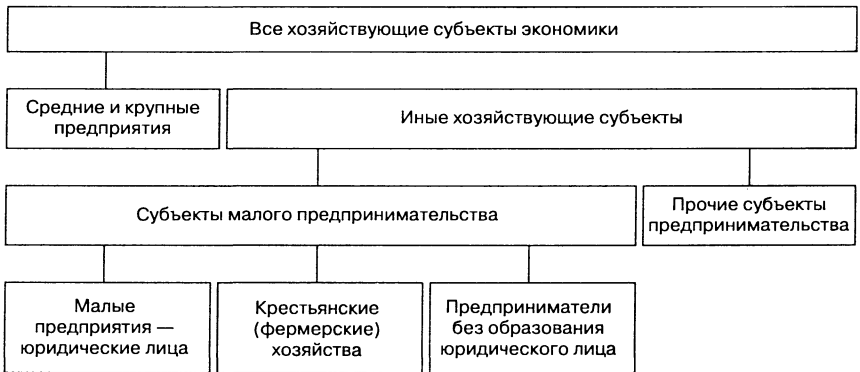 Все хозяйствующие субъекты экономики
Средние и крупные
предприятия
Иные хозяйствующие субъекты
Субъекты малого предпринимательства
Прочие субъекты
предпринимательства
Малые
предприятия —
юридические лица
Крестьянские
(фермерские)
хозяйства
Предприниматели
без образования
юридического лица